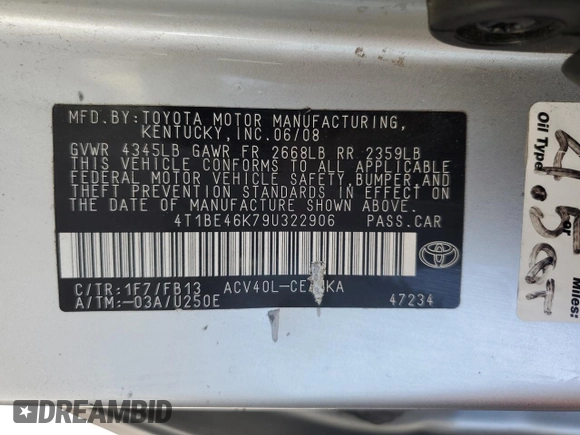 MFD.BY:TOYOTA MOTOR MANUFACTURING,
KENTUCKY, INC.06/08
GVWR 4345LB GAWR FR 2668LB RR 2359LB
THIS VEHICLE CONFORMS TO ALL APPLICABLE
FEDERAL MOTOR VEHICLE SAFETY, BUMPER, AND
THEFT PREVENTION STANDARDS IN EFFECT ON
THE DATE OF MANUFACTURE SHOWN ABOVE.
4T1BE46K79U322906 PASS.CAR
TOYOTA
C/TR:1F7/FB13 ACV40L-
A/TM:-03A/U250E 47234
Oil Type
or
Miles:
DREAMBID